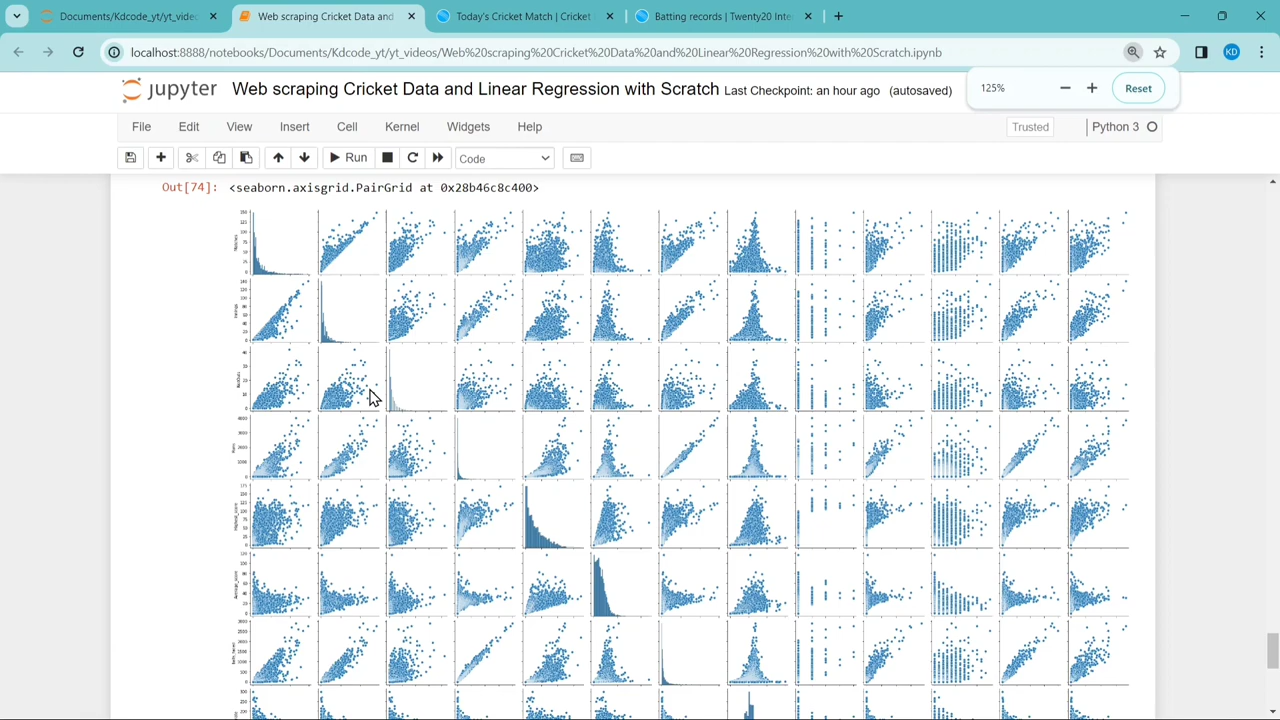 Documents/Kdcode_yt/yt_video
Web scraping Cricket Data and
Today's Cricket Match | Cricket
Batting records | Twenty20 Inte
localhost:8888/notebooks/Documents/Kdcode_yt/yt_videos/Web%20scraping%20Cricket%20Data%20and%20Linear%20Regression%20with%20Scratch.ipynb
KD
jupyter Web scraping Cricket Data and Linear Regression with Scratch Last Checkpoint: an hour ago (autosaved)
125% Reset
File Edit View Insert Cell Kernel Widgets Help Trusted Python 3
Run Code
Out[74]: <seaborn.axisgrid.PairGrid at 0x28b46c8c400>